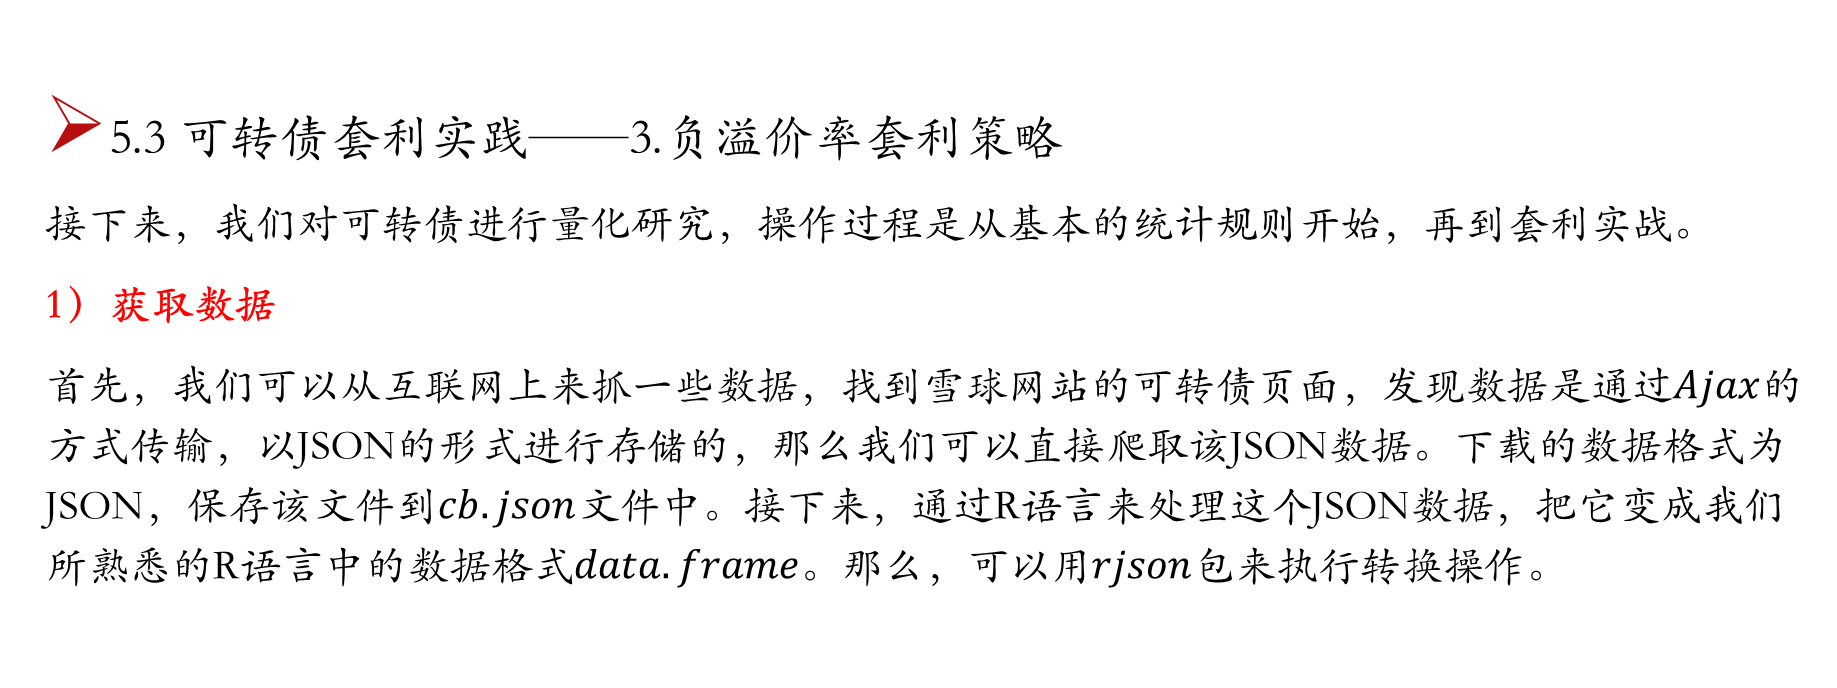 5.3 可转债套利实践——3.负溢价率套利策略
接下来，我们对可转债进行量化研究，操作过程是从基本的统计规则开始，再到套利实战。
1）获取数据
首先，我们可以从互联网上来抓一些数据，找到雪球网站的可转债页面，发现数据是通过Ajax的
方式传输，以JSON的形式进行存储的，那么我们可以直接爬取该JSON数据。下载的数据格式为
JSON，保存该文件到cb.json文件中。接下来，通过R语言来处理这个JSON数据，把它变成我们
所熟悉的R语言中的数据格式data.frame。那么，可以用rjson包来执行转换操作。